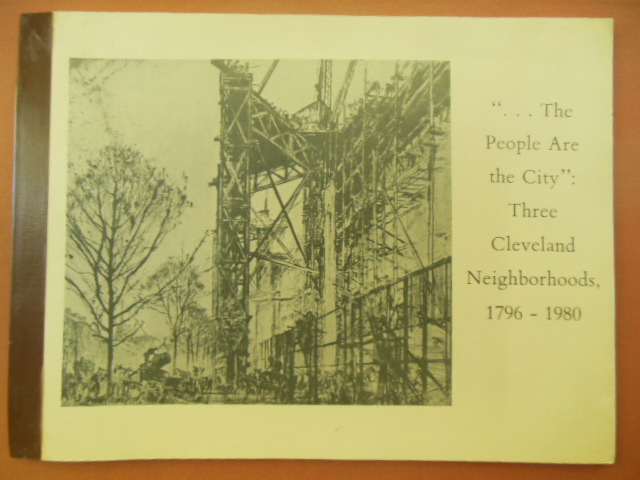 “. . . The
People Are
the City”:
Three
Cleveland
Neighborhoods,
1796 - 1980